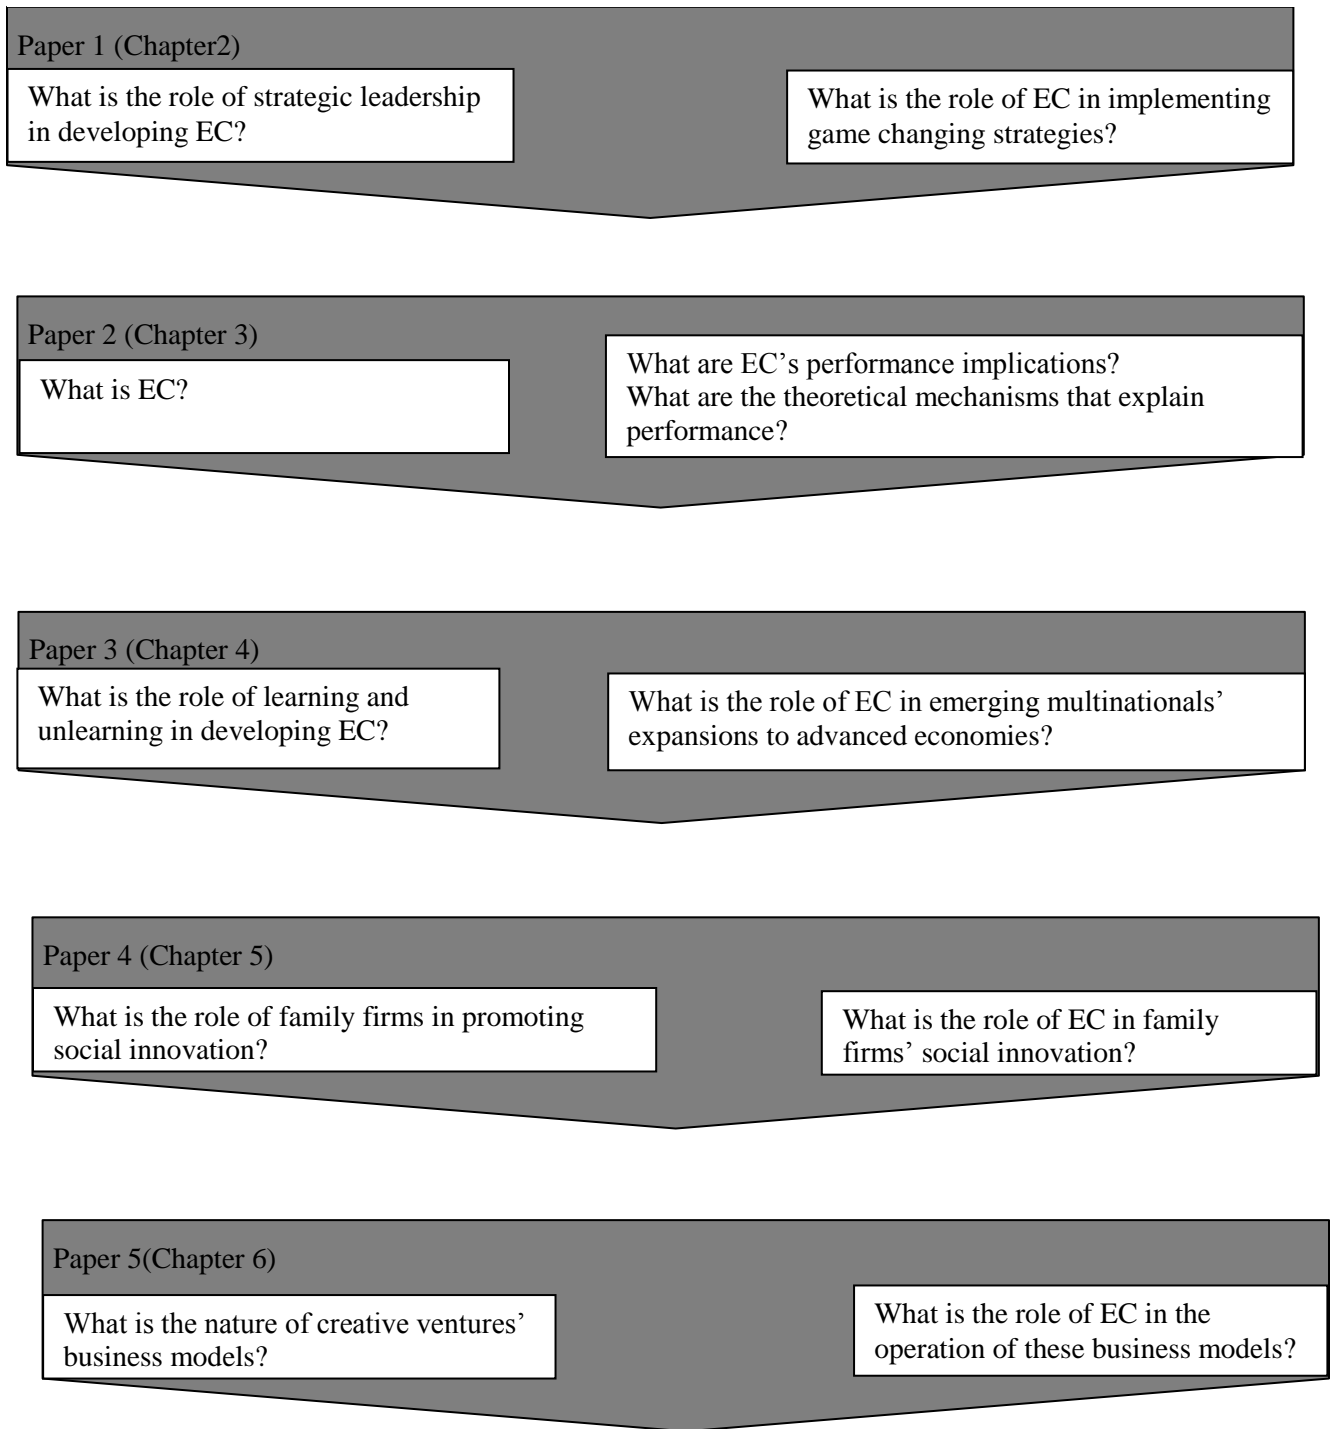 Paper 1 (Chapter2)
What is the role of strategic leadership
in developing EC?
What is the role of EC in implementing
game changing strategies?
Paper 2 (Chapter 3)
What is EC?
What are EC’s performance implications?
What are the theoretical mechanisms that explain
performance?
Paper 3 (Chapter 4)
What is the role of learning and
unlearning in developing EC?
What is the role of EC in emerging multinationals’
expansions to advanced economies?
Paper 4 (Chapter 5)
What is the role of family firms in promoting
social innovation?
What is the role of EC in family
firms’ social innovation?
Paper 5(Chapter 6)
What is the nature of creative ventures’
business models?
What is the role of EC in the
operation of these business models?